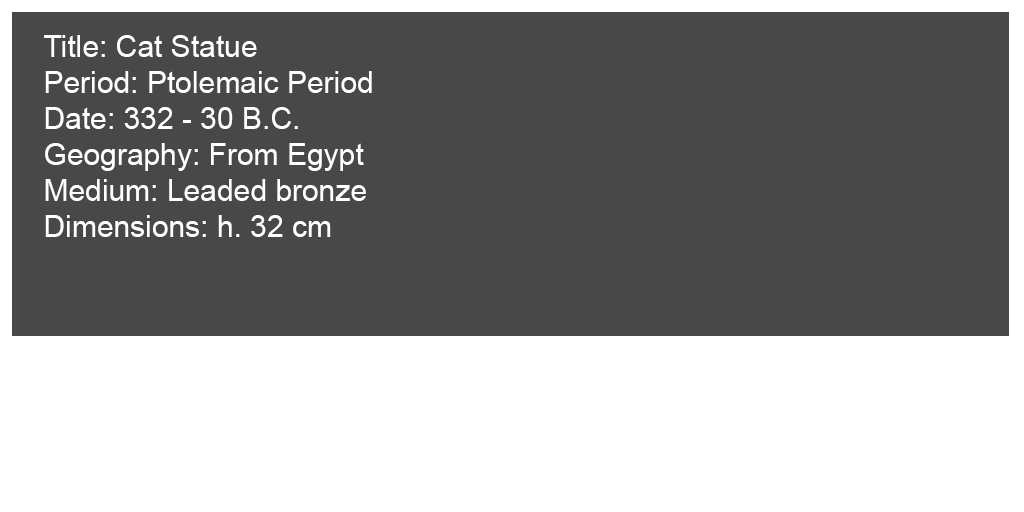 Title: Cat Statue
Period: Ptolemaic Period
Date: 332 - 30 B.C.
Geography: From Egypt
Medium: Leaded bronze
Dimensions: h. 32 cm